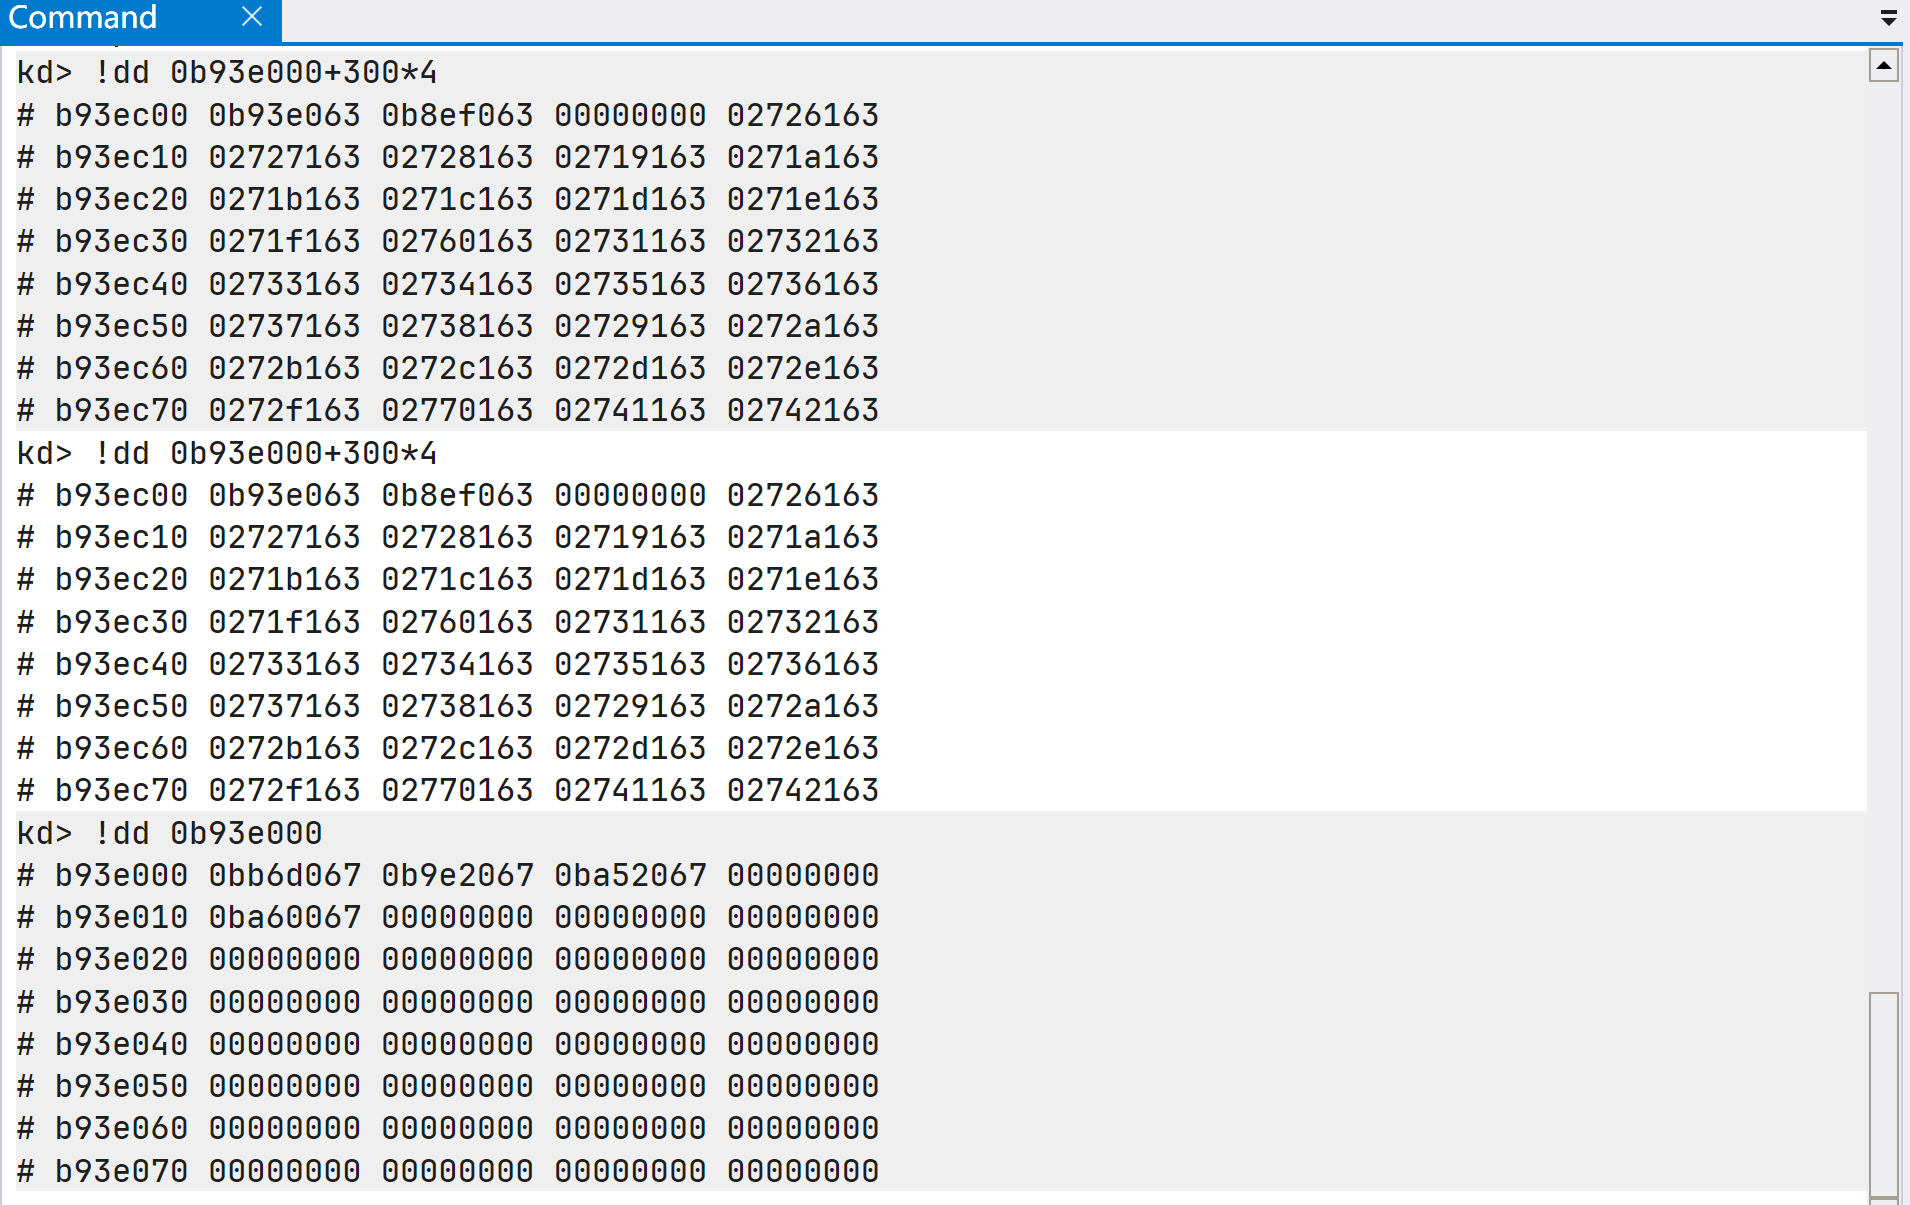 Command
kd> !dd 0b93e000+300*4
# b93ec00 0b93e063 0b8ef063 00000000 02726163
# b93ec10 02727163 02728163 02719163 0271a163
# b93ec20 0271b163 0271c163 0271d163 0271e163
# b93ec30 0271f163 02760163 02731163 02732163
# b93ec40 02733163 02734163 02735163 02736163
# b93ec50 02737163 02738163 02729163 0272a163
# b93ec60 0272b163 0272c163 0272d163 0272e163
# b93ec70 0272f163 02770163 02741163 02742163
kd> !dd 0b93e000+300*4
# b93ec00 0b93e063 0b8ef063 00000000 02726163
# b93ec10 02727163 02728163 02719163 0271a163
# b93ec20 0271b163 0271c163 0271d163 0271e163
# b93ec30 0271f163 02760163 02731163 02732163
# b93ec40 02733163 02734163 02735163 02736163
# b93ec50 02737163 02738163 02729163 0272a163
# b93ec60 0272b163 0272c163 0272d163 0272e163
# b93ec70 0272f163 02770163 02741163 02742163
kd> !dd 0b93e000
# b93e000 0bb6d067 0b9e2067 0ba52067 00000000
# b93e010 0ba60067 00000000 00000000 00000000
# b93e020 00000000 00000000 00000000 00000000
# b93e030 00000000 00000000 00000000 00000000
# b93e040 00000000 00000000 00000000 00000000
# b93e050 00000000 00000000 00000000 00000000
# b93e060 00000000 00000000 00000000 00000000
# b93e070 00000000 00000000 00000000 00000000